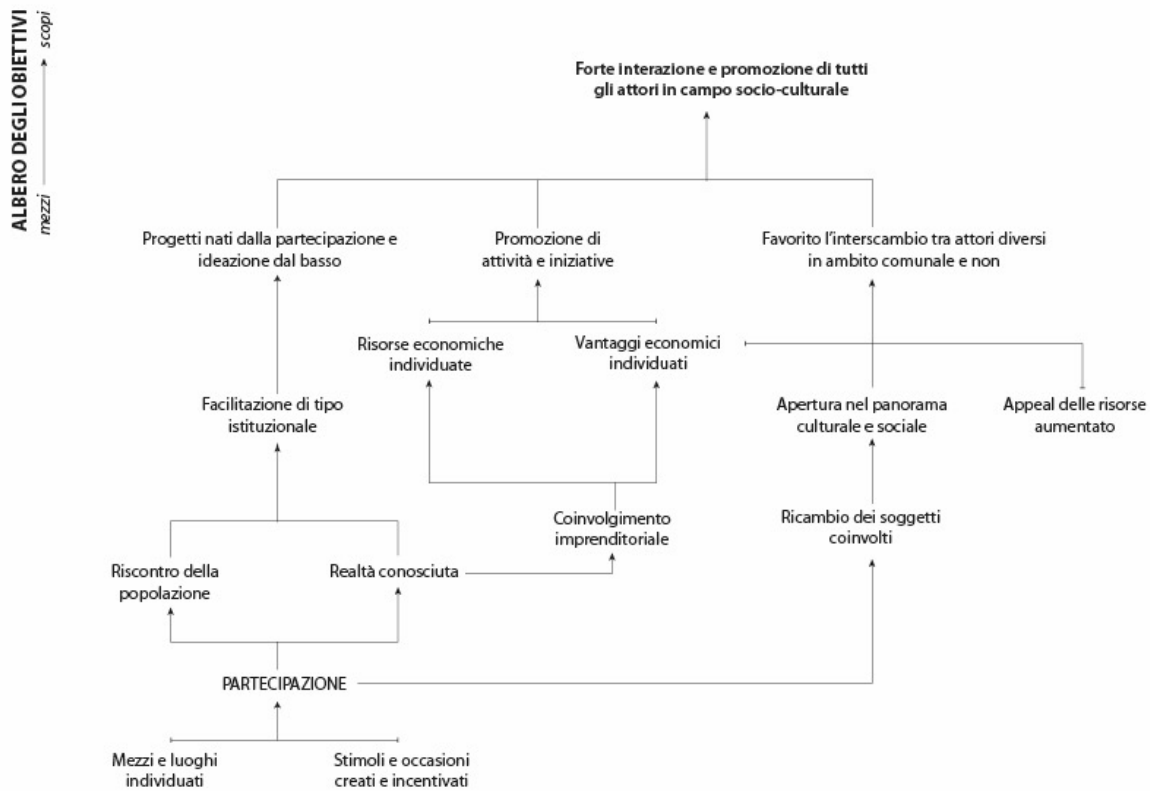 ALBERO DEGLI OBIETTIVI
mezzi
scopi
Forte interazione e promozione di tutti
gli attori in campo socio-culturale
Progetti nati dalla partecipazione e
ideazione dal basso
Promozione di
attività e iniziative
Favorito l'interscambio tra attori diversi
in ambito comunale e non
Risorse economiche
individuate
Vantaggi economici
individuati
Facilitazione di tipo
istituzionale
Apertura nel panorama
culturale e sociale
Appeal delle risorse
aumentato
Coinvolgimento
imprenditoriale
Ricambio dei soggetti
coinvolti
Riscontro della
popolazione
Realtà conosciuta
PARTECIPAZIONE
Mezzi e luoghi
individuati
Stimoli e occasioni
creati e incentivati